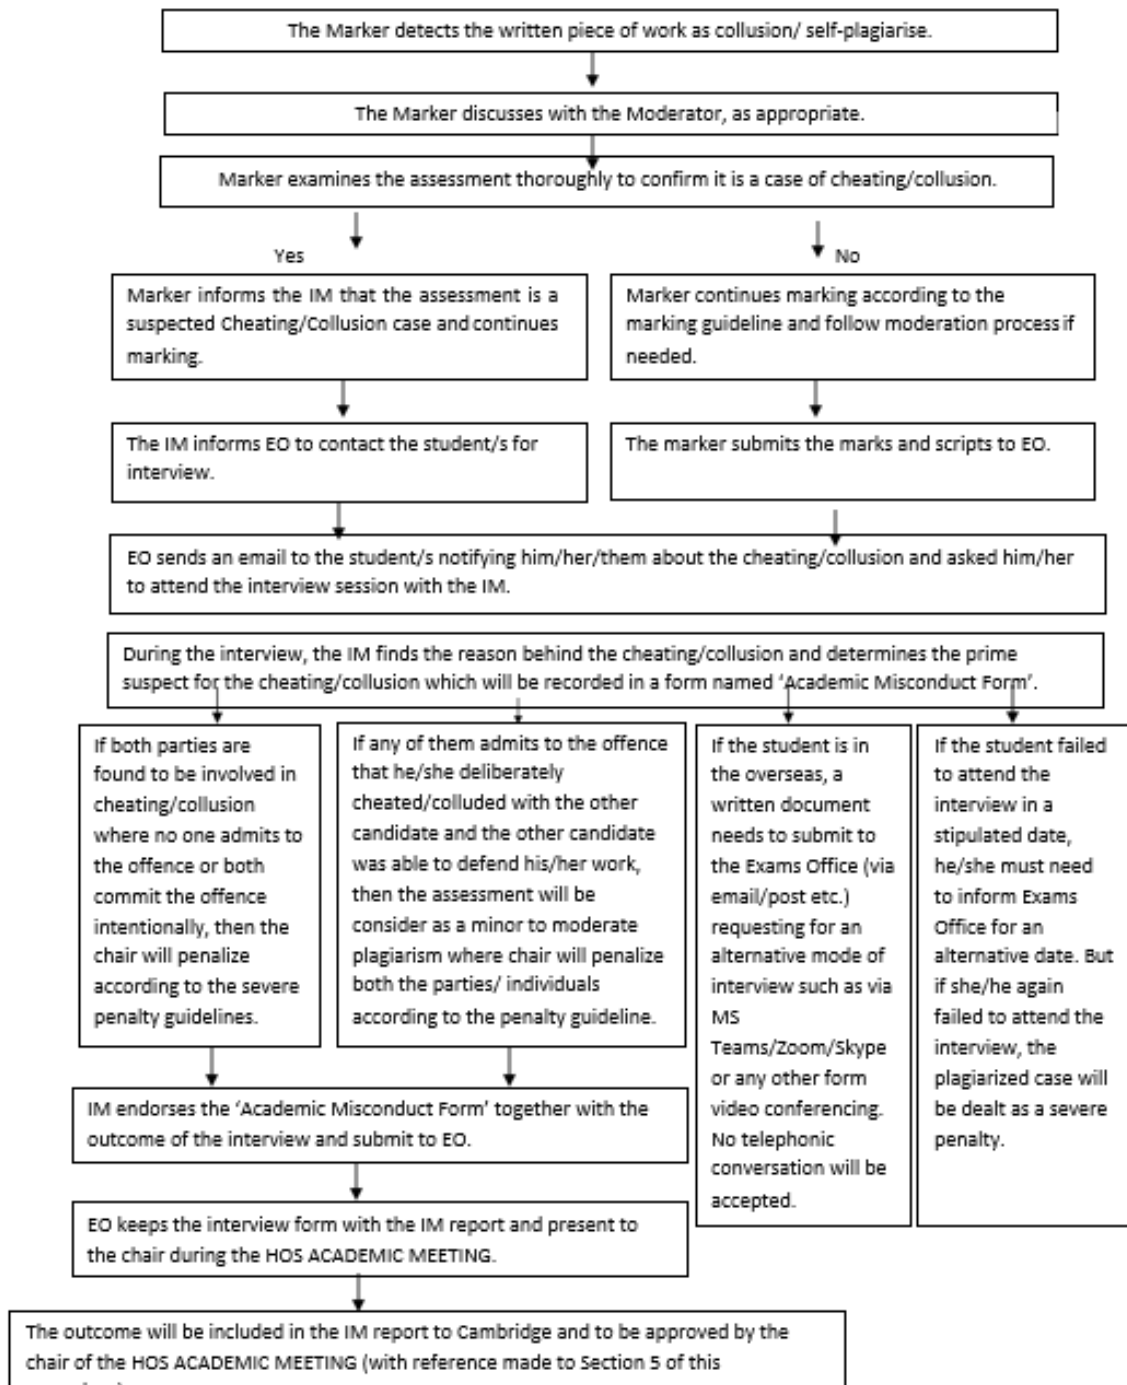 The Marker detects the written piece of work as collusion/ self-plagiarise.
The Marker discusses with the Moderator, as appropriate.
Marker examines the assessment thoroughly to confirm it is a case of cheating/collusion.
Yes
No
Marker informs the IM that the assessment is a
suspected Cheating/Collusion case and continues
marking.
Marker continues marking according to the
marking guideline and follow moderation process if
needed.
The IM informs EO to contact the student/s for
interview.
The marker submits the marks and scripts to EO.
EO sends an email to the student/s notifying him/her/them about the cheating/collusion and asked him/her
to attend the interview session with the IM.
During the interview, the IM finds the reason behind the cheating/collusion and determines the prime
suspect for the cheating/collusion which will be recorded in a form named ‘Academic Misconduct Form’.
If both parties are
found to be involved in
cheating/collusion
where no one admits to
the offence or both
commit the offence
intentionally, then the
chair will penalize
according to the severe
penalty guidelines.
If any of them admits to the offence
that he/she deliberately
cheated/colluded with the other
candidate and the other candidate
was able to defend his/her work,
then the assessment will be
consider as a minor to moderate
plagiarism where chair will penalize
both the parties/ individuals
according to the penalty guideline.
If the student is in
the overseas, a
written document
needs to submit to
the Exams Office (via
email/post etc.)
requesting for an
alternative mode of
interview such as via
MS
Teams/Zoom/Skype
or any other form
video conferencing.
No telephonic
conversation will be
accepted.
If the student failed
to attend the
interview in a
stipulated date,
he/she must need
to inform Exams
Office for an
alternative date. But
if she/he again
failed to attend the
interview, the
plagiarized case will
be dealt as a severe
penalty.
IM endorses the ‘Academic Misconduct Form’ together with the
outcome of the interview and submit to EO.
EO keeps the interview form with the IM report and present to
the chair during the HOS ACADEMIC MEETING.
The outcome will be included in the IM report to Cambridge and to be approved by the
chair of the HOS ACADEMIC MEETING (with reference made to Section 5 of this